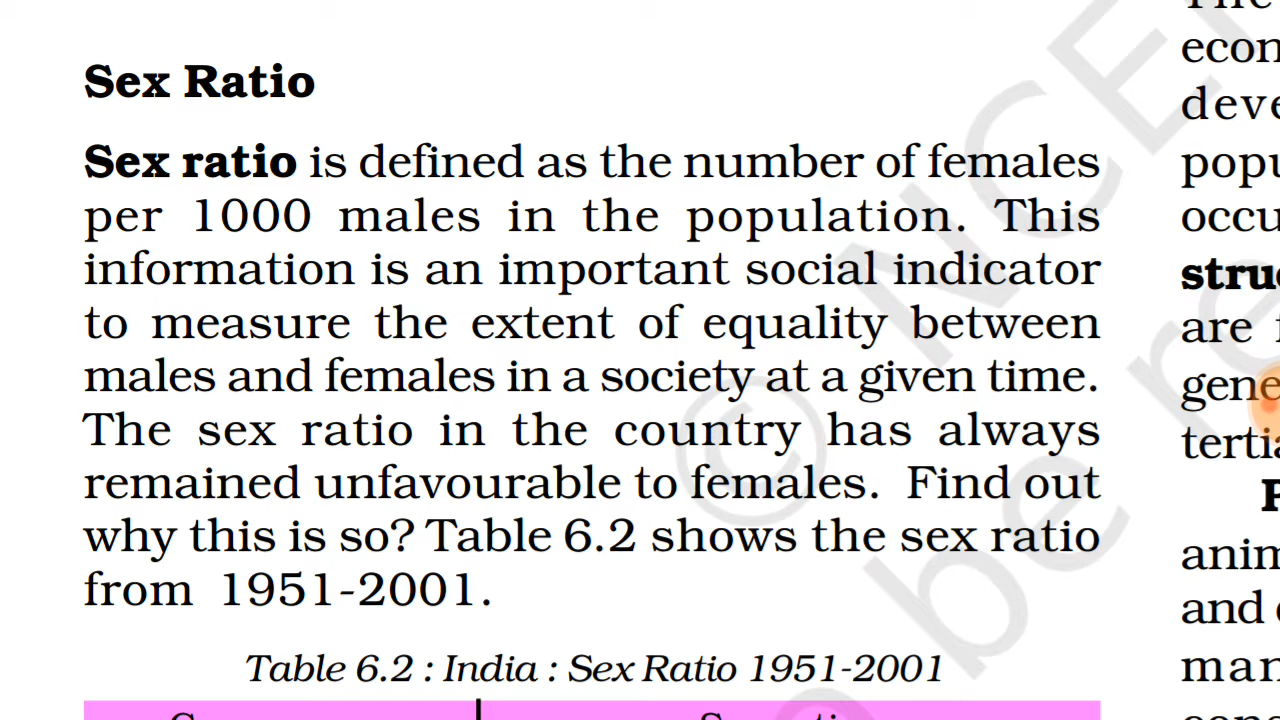 Sex Ratio
Sex ratio is defined as the number of females
per 1000 males in the population. This
information is an important social indicator
to measure the extent of equality between
males and females in a society at a given time.
The sex ratio in the country has always
remained unfavourable to females. Find out
why this is so? Table 6.2 shows the sex ratio
from 1951-2001.
Table 6.2 : India : Sex Ratio 1951-2001
are
and